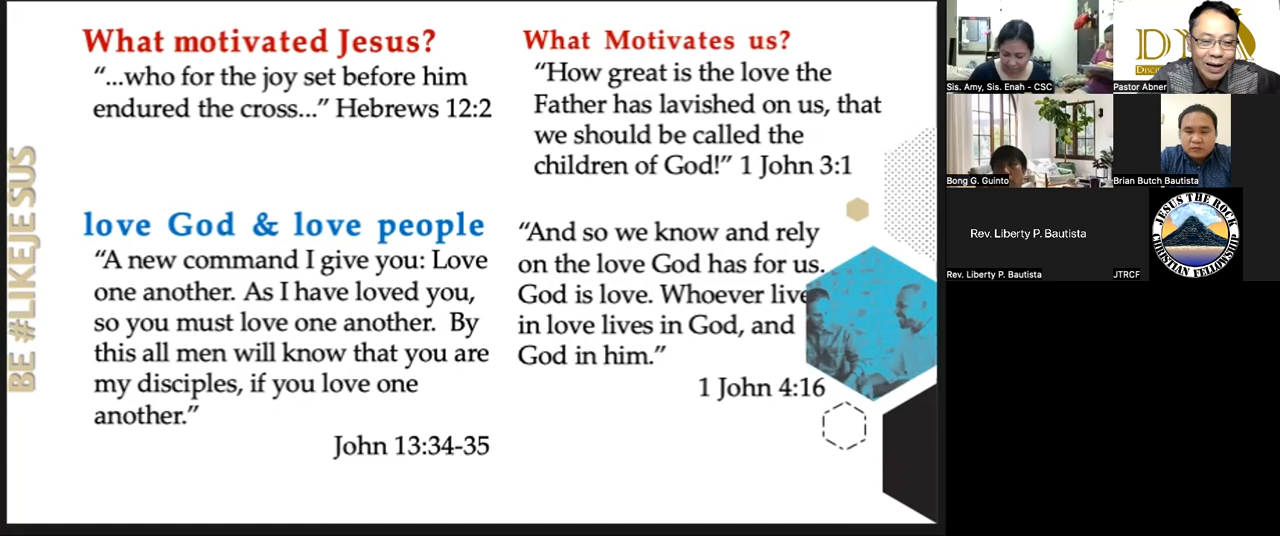 What motivated Jesus?
“...who for the joy set before him
endured the cross...” Hebrews 12:2
love God & love people
“A new command I give you: Love
one another. As I have loved you,
so you must love one another. By
this all men will know that you are
my disciples, if you love one
another.”
John 13:34-35
What Motivates us?
“How great is the love the
Father has lavished on us, that
we should be called the
children of God!” 1 John 3:1
“And so we know and rely
on the love God has for us.
God is love. Whoever live
in love lives in God, and
God in him.”
1 John 4:16
BE #LIKEJESUS
Sis. Amy, Sis. Enah - CSC
Pastor Abner
Bong G. Guinto
Brian Butch Bautista
Rev. Liberty P. Bautista
Rev. Liberty P. Bautista
JESUS THE ROCK
CHRISTIAN FELLOWSHIP
JTRCF